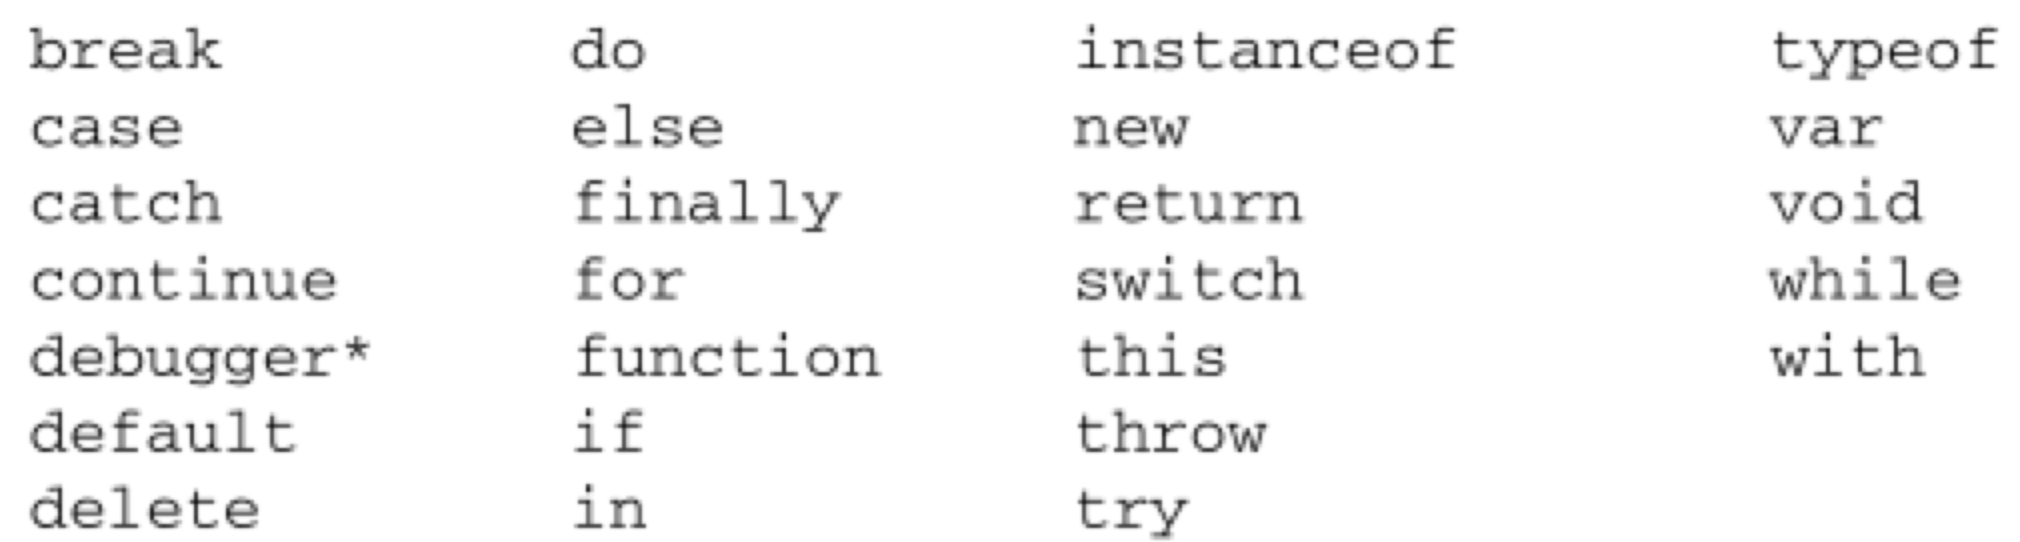 break do instanceof typeof
case else new var
catch finally return void
continue for switch while
debugger* function this with
default if throw
delete in try